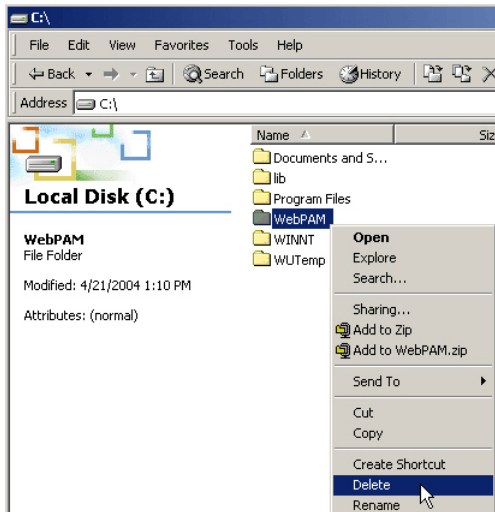 C:\
File Edit View Favorites Tools Help
Back Search Folders History
Address C:\
Name Siz
Documents and S...
lib
Program Files
WebPAM
WINNT
WUTemp
Local Disk (C:)
WebPAM
File Folder
Modified: 4/21/2004 1:10 PM
Attributes: (normal)
Open
Explore
Search...
Sharing...
Add to Zip
Add to WebPAM.zip
Send To
Cut
Copy
Create Shortcut
Delete
Rename